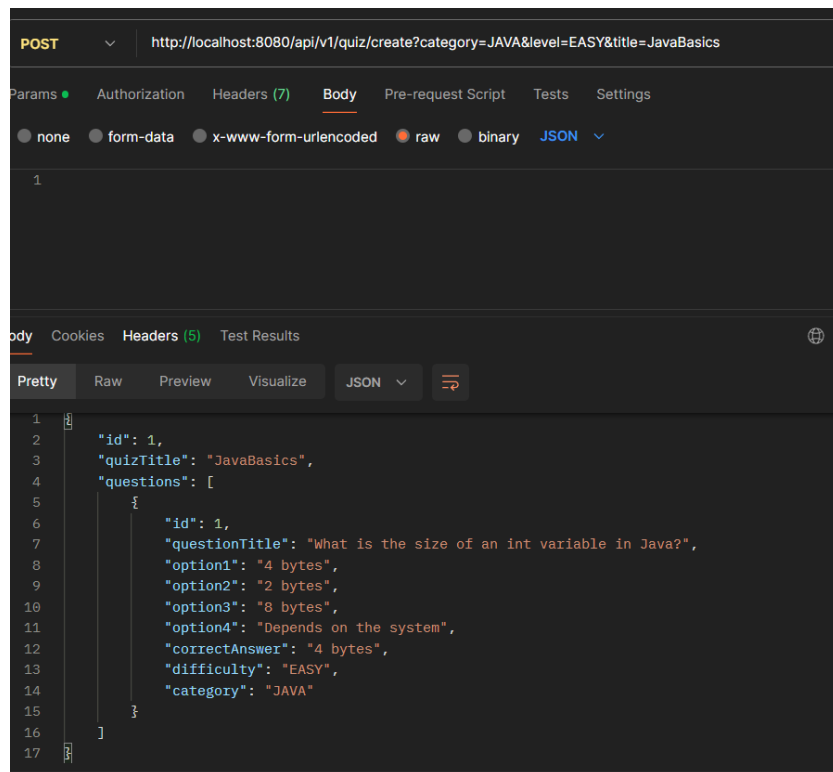 POST http://localhost:8080/api/v1/quiz/create?category=JAVA&level=EASY&title=JavaBasics
Params Authorization Headers (7) Body Pre-request Script Tests Settings
none form-data x-www-form-urlencoded raw binary JSON
1
ody Cookies Headers (5) Test Results
Pretty Raw Preview Visualize JSON
1 {
2 "id": 1,
3 "quizTitle": "JavaBasics",
4 "questions": [
5 {
6 "id": 1,
7 "questionTitle": "What is the size of an int variable in Java?",
8 "option1": "4 bytes",
9 "option2": "2 bytes",
10 "option3": "8 bytes",
11 "option4": "Depends on the system",
12 "correctAnswer": "4 bytes",
13 "difficulty": "EASY",
14 "category": "JAVA"
15 }
16 ]
17 }